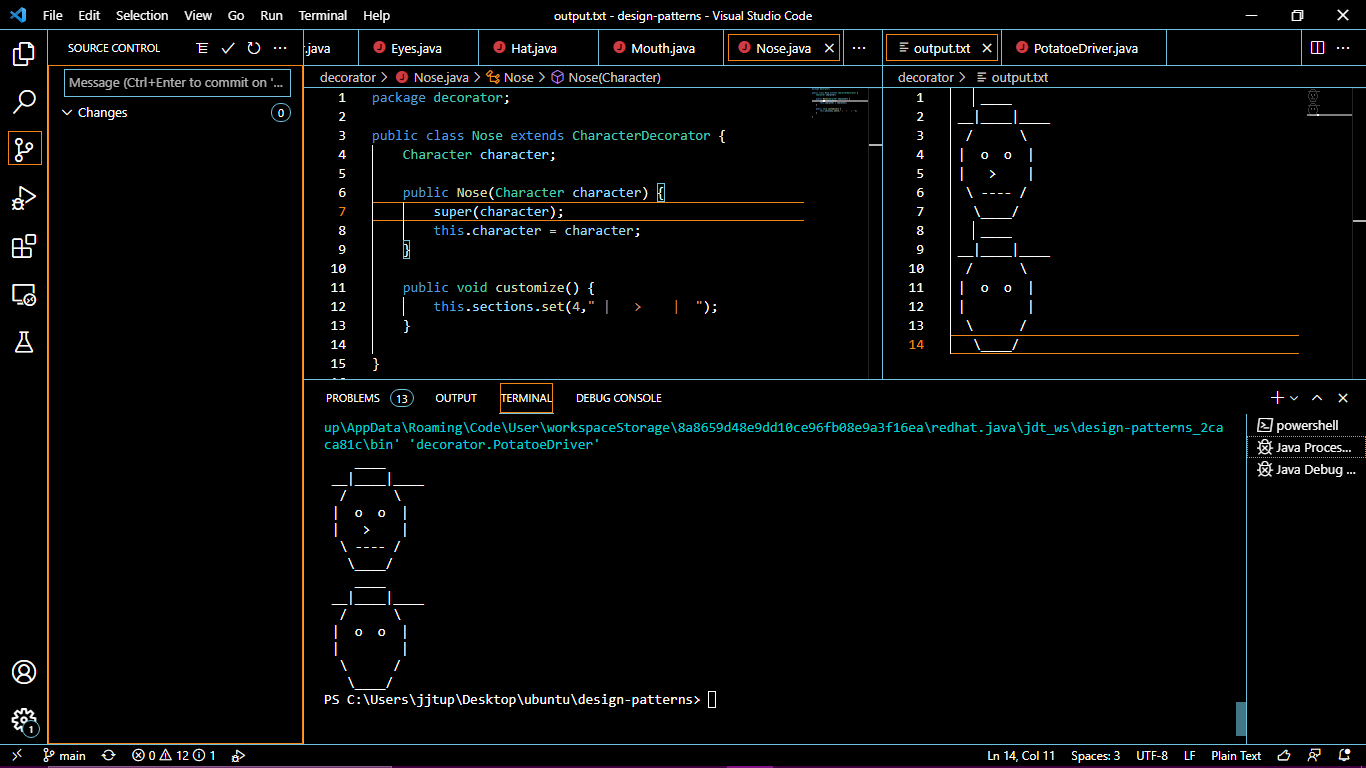 File Edit Selection View Go Run Terminal Help output.txt - design-patterns - Visual Studio Code
SOURCE CONTROL
Message (Ctrl+Enter to commit on '...
Changes 0
r.java Eyes.java Hat.java Mouth.java Nose.java
decorator > Nose.java > Nose > Nose(Character)
1 package decorator;
2
3 public class Nose extends CharacterDecorator {
4     Character character;
5
6     public Nose(Character character) {
7         super(character);
8         this.character = character;
9     }
10
11     public void customize() {
12         this.sections.set(4," |   >    |  ");
13     }
14
15 }
output.txt PotatoeDriver.java
decorator > output.txt
1    ____
2 __|____|____
3  /      \
4 |  o  o  |
5 |   >    |
6  \ ---- /
7   \____/
8    ____
9 __|____|____
10  /      \
11 |  o  o  |
12 |        |
13  \      /
14   \____/
PROBLEMS 13 OUTPUT TERMINAL DEBUG CONSOLE
up\AppData\Roaming\Code\User\workspaceStorage\8a8659d48e9dd10ce96fb08e9a3f16ea\redhat.java\jdt_ws\design-patterns_2ca
ca81c\bin' 'decorator.PotatoeDriver'
    ____
 __|____|____
  /      \
 |  o  o  |
 |   >    |
  \ ---- /
   \____/
    ____
 __|____|____
  /      \
 |  o  o  |
 |        |
  \      /
   \____/
PS C:\Users\jjtup\Desktop\ubuntu\design-patterns>
powershell
Java Proces...
Java Debug ...
1
main 0 12 1 Ln 14, Col 11 Spaces: 3 UTF-8 LF Plain Text